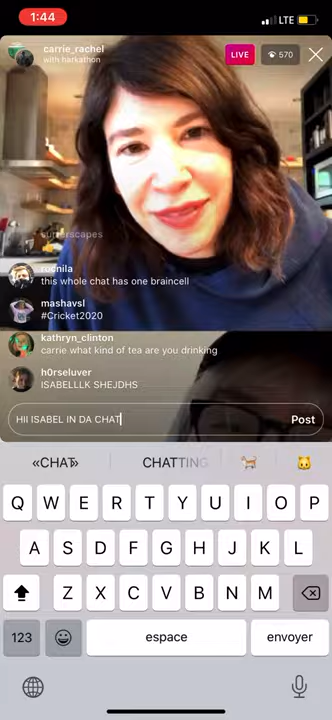 1:44
LTE
carrie_rachel
with harkathon
LIVE
570
superscapes
rudnila
this whole chat has one braincell
mashavsl
#Cricket2020
kathryn_clinton
carrie what kind of tea are you drinking
h0rseluver
ISABELLLK SHEJDHS
HII ISABEL IN DA CHAT
Post
«CHAT»
CHATTING
Q W E R T Y U I O P
A S D F G H J K L
Z X C V B N M
123
espace
envoyer